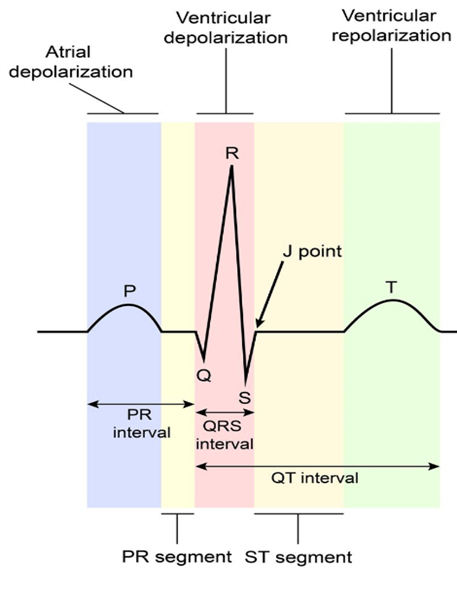 Ventricular
depolarization
Ventricular
repolarization
Atrial
depolarization
R
J point
P
T
Q
S
PR
interval
QRS
interval
QT interval
PR segment
ST segment